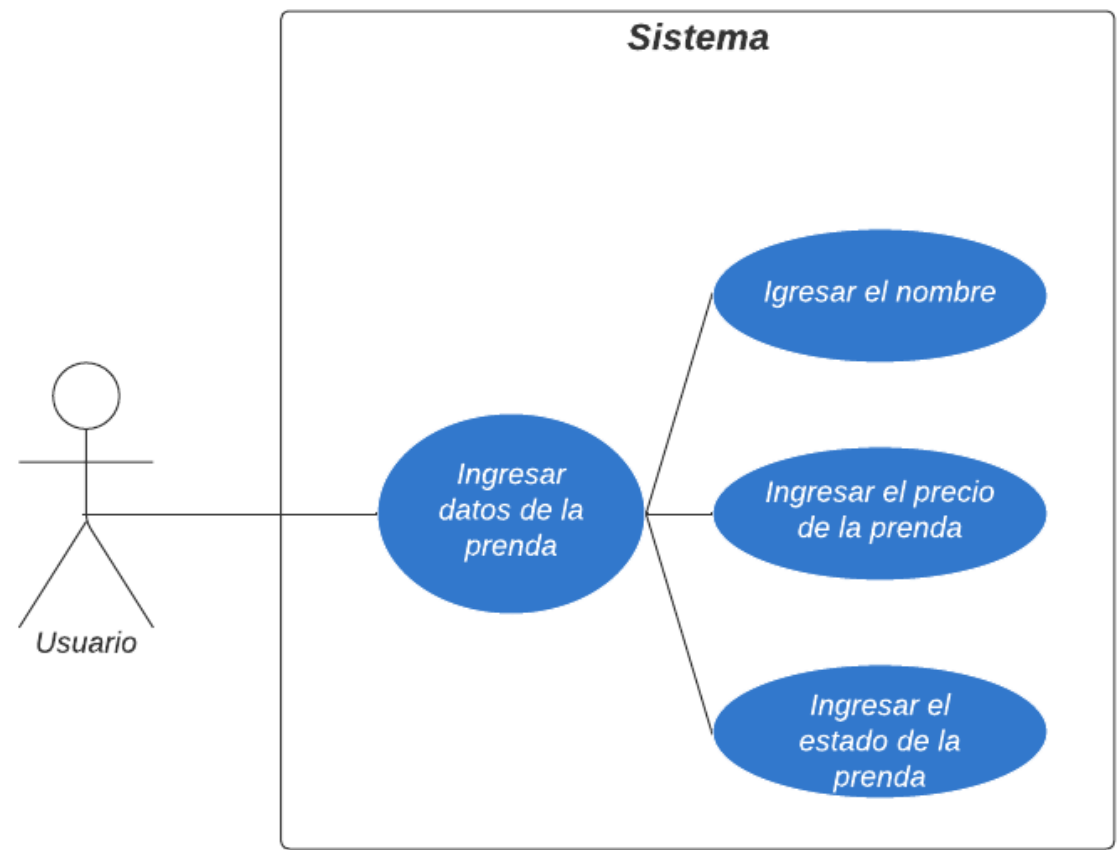 Sistema
Igresar el nombre
Ingresar
datos de la
prenda
Ingresar el precio
de la prenda
Ingresar el
estado de la
prenda
Usuario